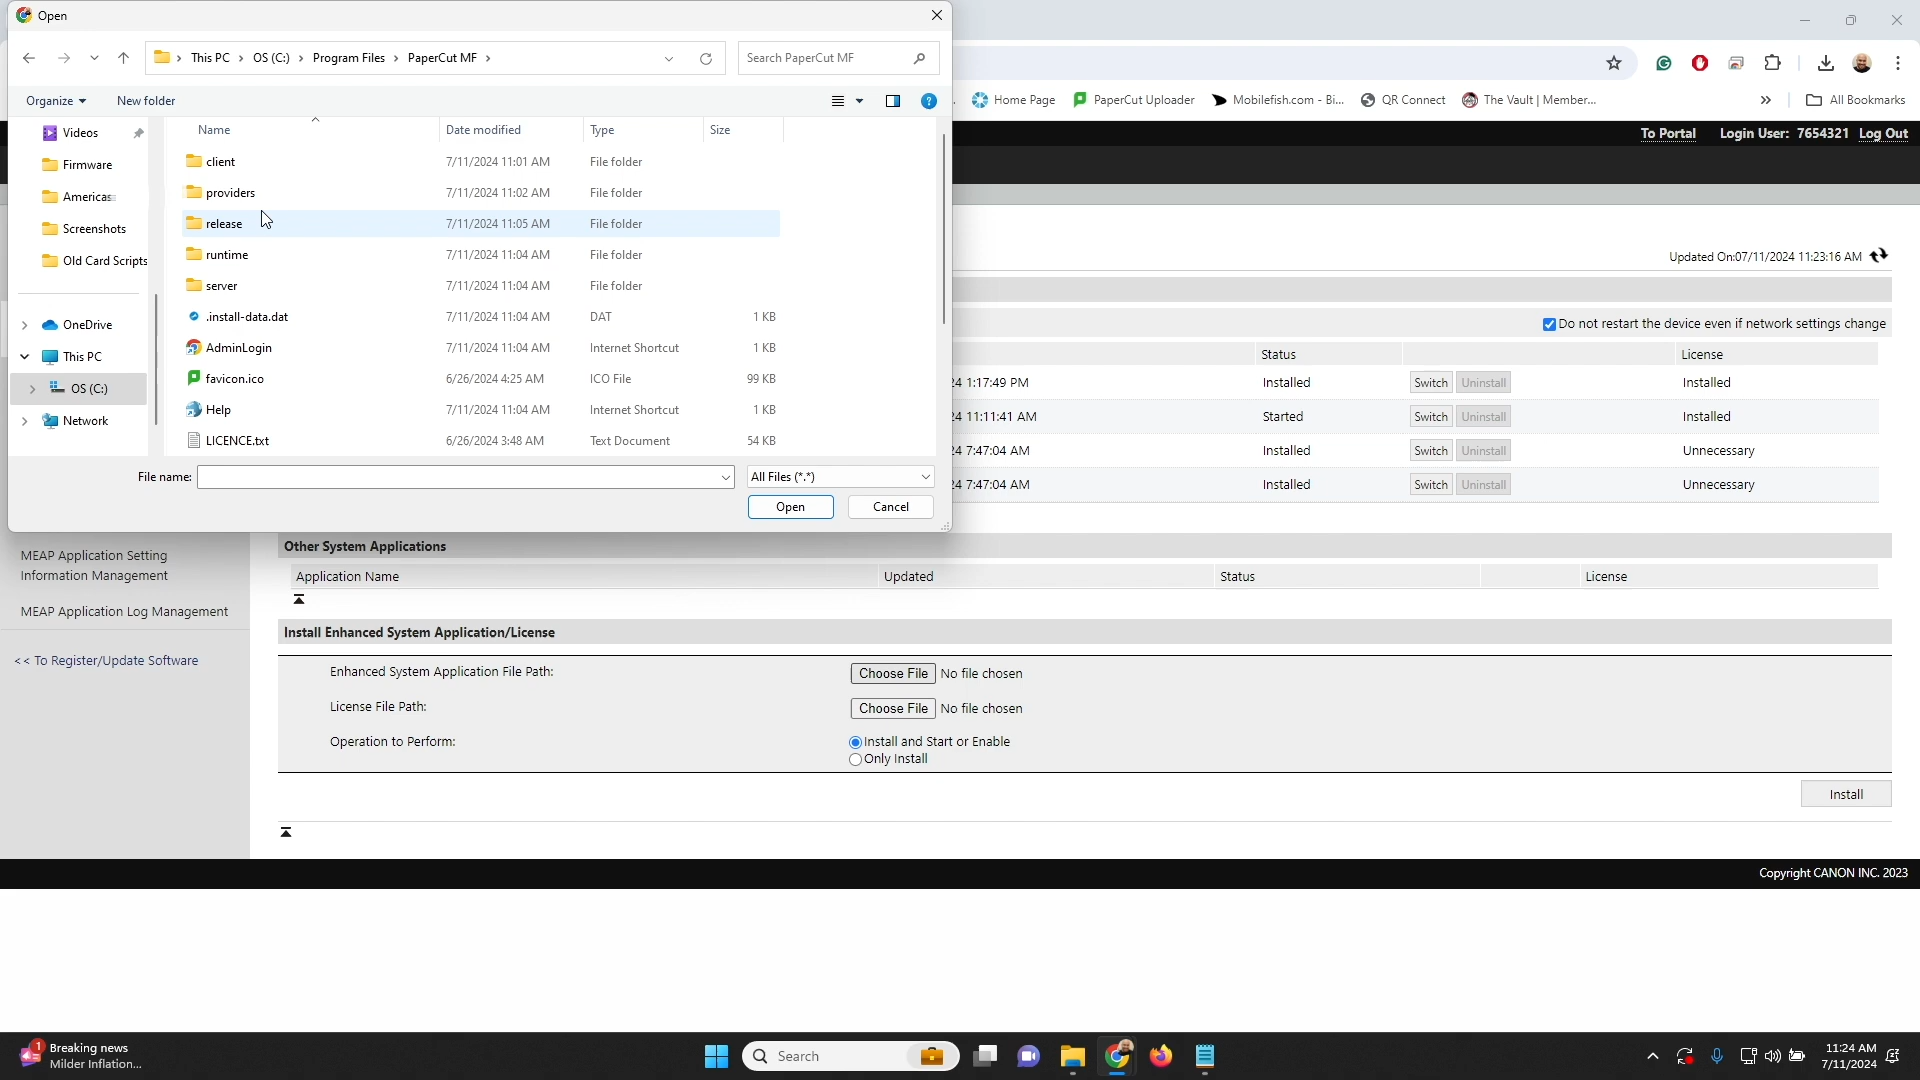 Open
This PC > OS (C:) > Program Files > PaperCut MF >
Search PaperCut MF
Organize
New folder
Name
Date modified
Type
Size
Videos
Firmware
Americas
Screenshots
Old Card Scripts
OneDrive
This PC
OS (C:)
Network
client 7/11/2024 11:01 AM File folder
providers 7/11/2024 11:02 AM File folder
release 7/11/2024 11:05 AM File folder
runtime 7/11/2024 11:04 AM File folder
server 7/11/2024 11:04 AM File folder
.install-data.dat 7/11/2024 11:04 AM DAT 1 KB
AdminLogin 7/11/2024 11:04 AM Internet Shortcut 1 KB
favicon.ico 6/26/2024 4:25 AM ICO File 99 KB
Help 7/11/2024 11:04 AM Internet Shortcut 1 KB
LICENCE.txt 6/26/2024 3:48 AM Text Document 54 KB
File name:
All Files (*.*)
Open
Cancel
Home Page
PaperCut Uploader
Mobilefish.com - Bi...
QR Connect
The Vault | Member...
»
All Bookmarks
To Portal Login User: 7654321 Log Out
Updated On:07/11/2024 11:23:16 AM
Do not restart the device even if network settings change
Status License
24 1:17:49 PM Installed Switch Uninstall Installed
24 11:11:41 AM Started Switch Uninstall Installed
24 7:47:04 AM Installed Switch Uninstall Unnecessary
24 7:47:04 AM Installed Switch Uninstall Unnecessary
MEAP Application Setting
Information Management
MEAP Application Log Management
<< To Register/Update Software
Other System Applications
Application Name Updated Status License
Install Enhanced System Application/License
Enhanced System Application File Path: Choose File No file chosen
License File Path: Choose File No file chosen
Operation to Perform: Install and Start or Enable
Only Install
Install
Copyright CANON INC. 2023
1
Breaking news
Milder Inflation...
Search
11:24 AM
7/11/2024